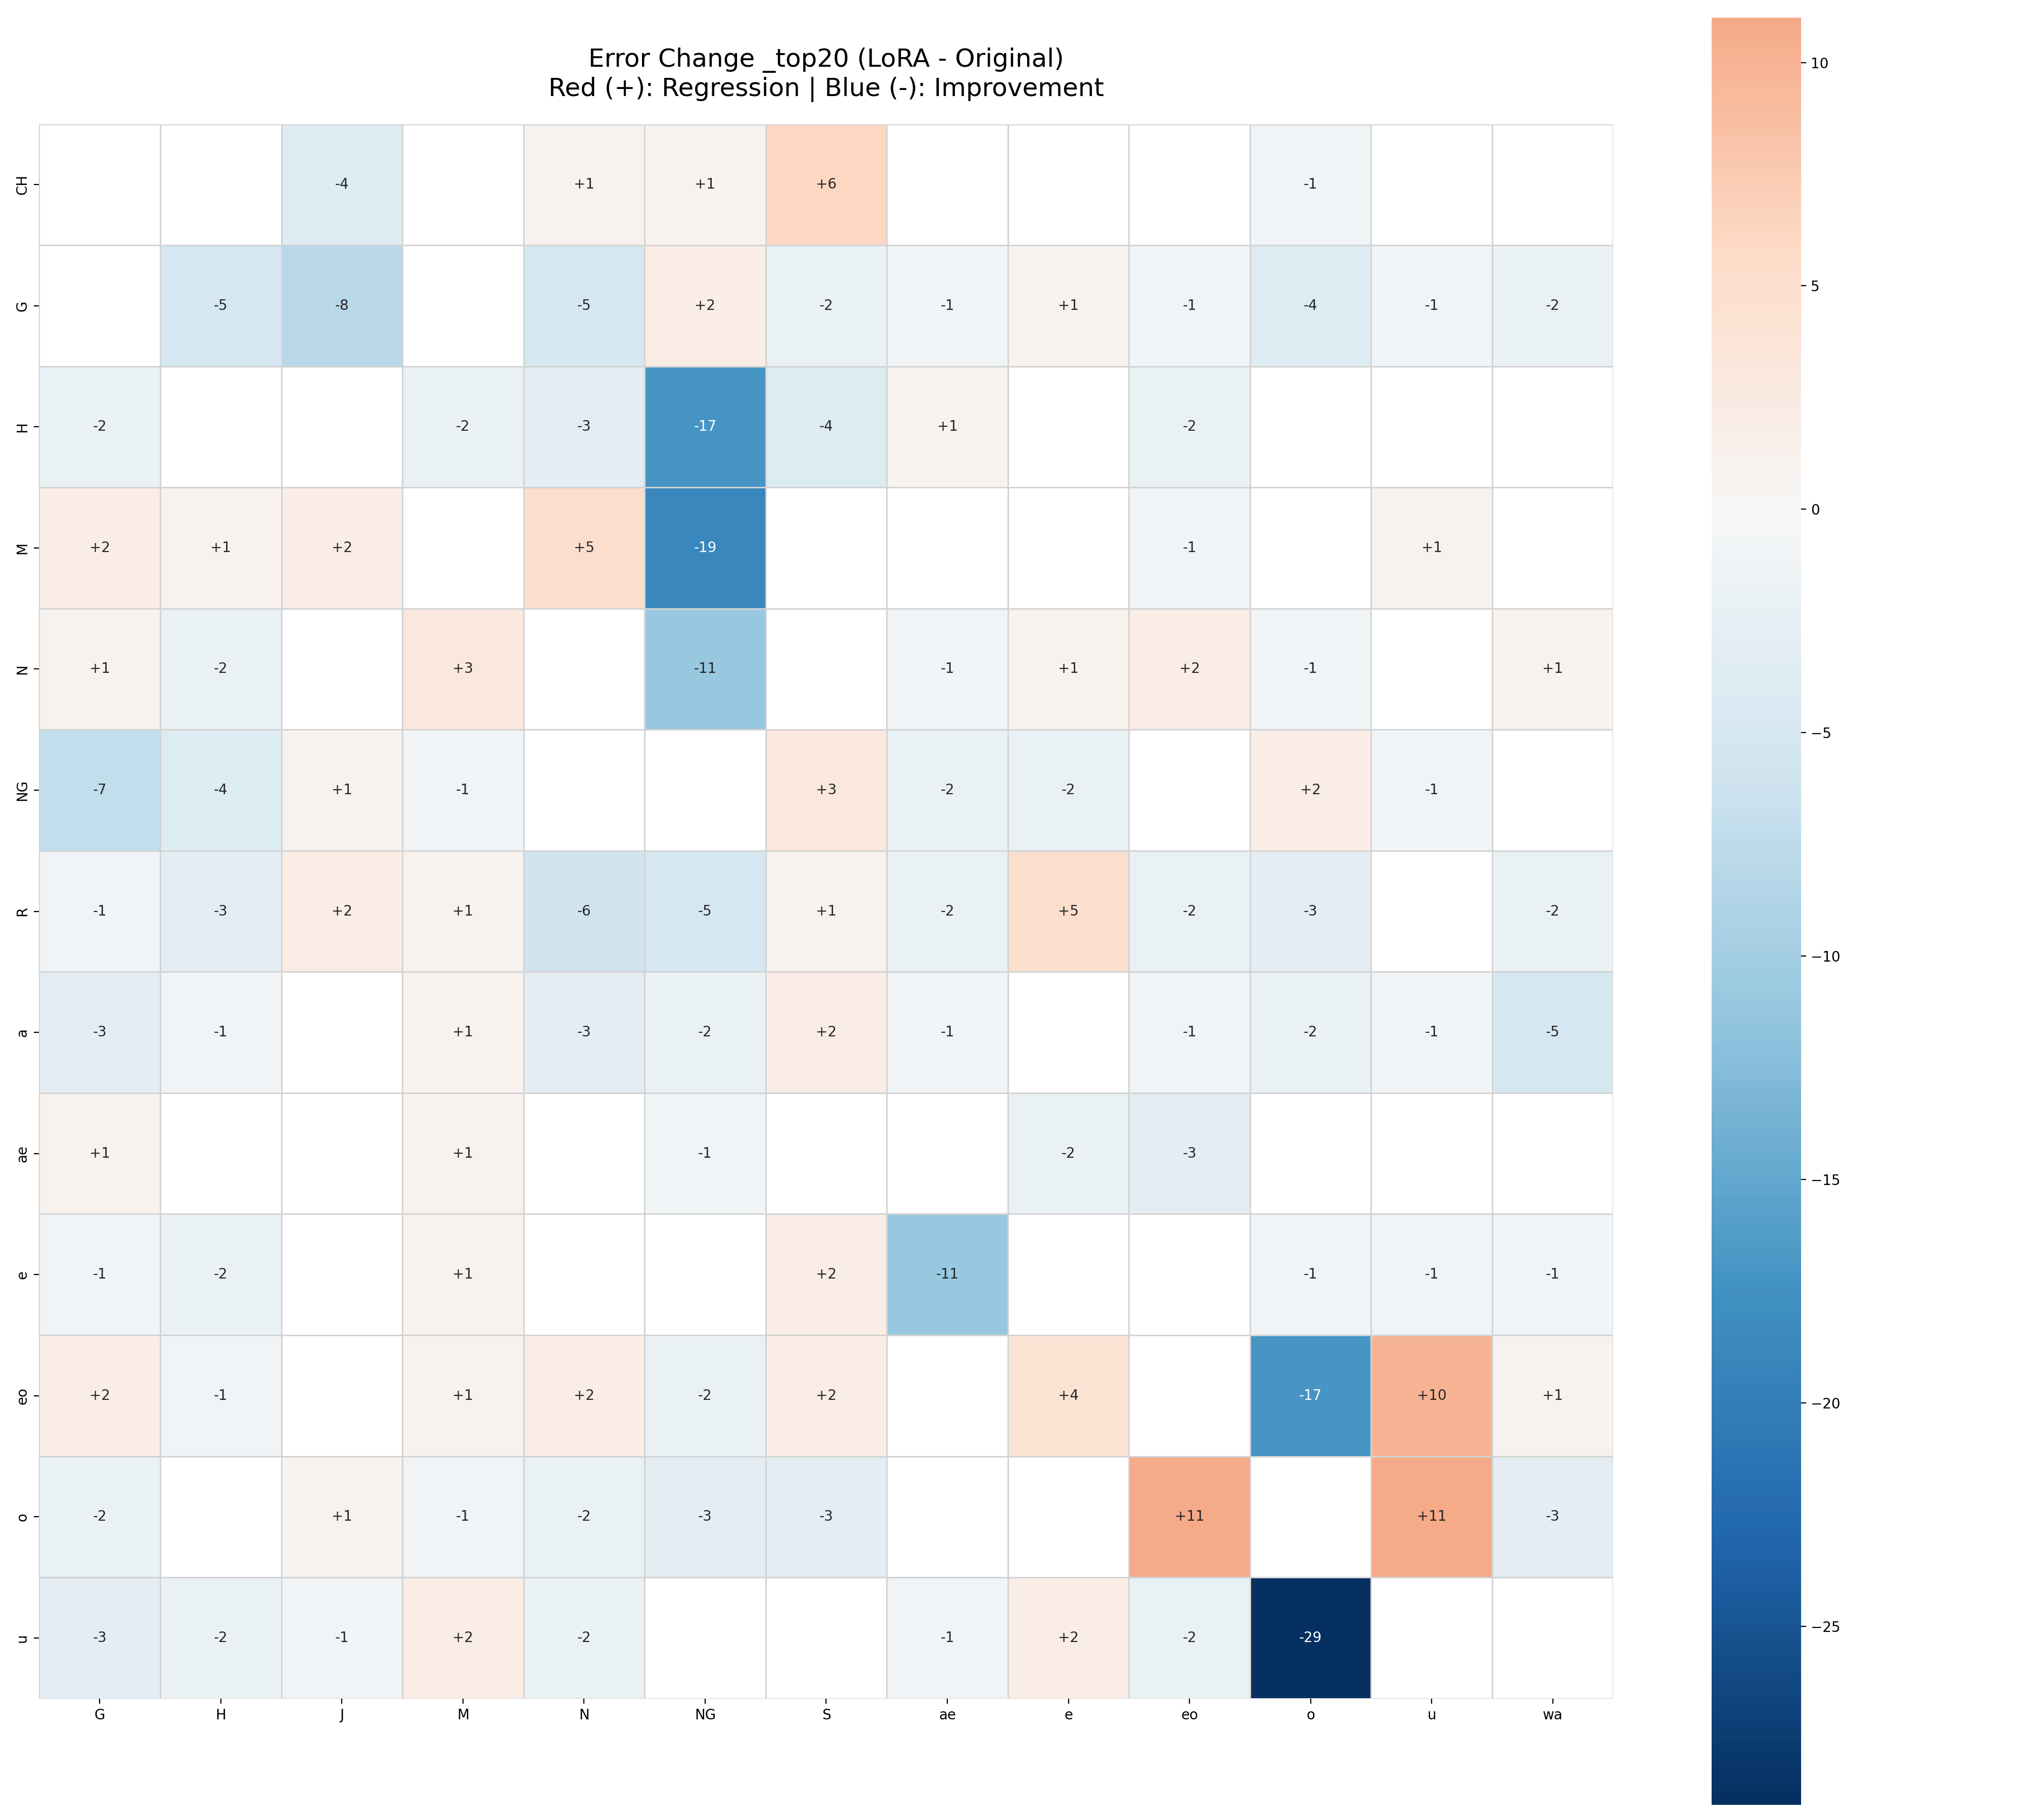 Error Change _top20 (LoRA - Original)
Red (+): Regression | Blue (-): Improvement
CH -4 +1 +1 +6 -1
G -5 -8 -5 +2 -2 -1 +1 -1 -4 -1 -2
H -2 -2 -3 -17 -4 +1 -2
M +2 +1 +2 +5 -19 -1 +1
N +1 -2 +3 -11 -1 +1 +2 -1 +1
NG -7 -4 +1 -1 +3 -2 -2 +2 -1
R -1 -3 +2 +1 -6 -5 +1 -2 +5 -2 -3 -2
a -3 -1 +1 -3 -2 +2 -1 -1 -2 -1 -5
ae +1 +1 -1 -2 -3
e -1 -2 +1 +2 -11 -1 -1 -1
eo +2 -1 +1 +2 -2 +2 +4 -17 +10 +1
o -2 +1 -1 -2 -3 -3 +11 +11 -3
u -3 -2 -1 +2 -2 -1 +2 -2 -29
G H J M N NG S ae e eo o u wa
10
5
0
−5
−10
−15
−20
−25